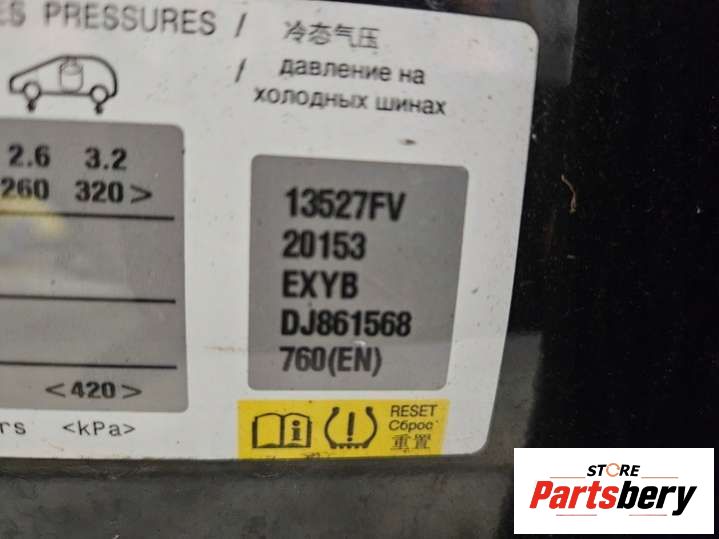 ES PRESSURES / 冷态气压
/ давление на
холодных шинах
2.6 3.2
260 320 >
13527FV
20153
EXYB
DJ861568
760(EN)
<420>
rs <kPa>
RESET
Сброс
重置
STORE
Partsbery